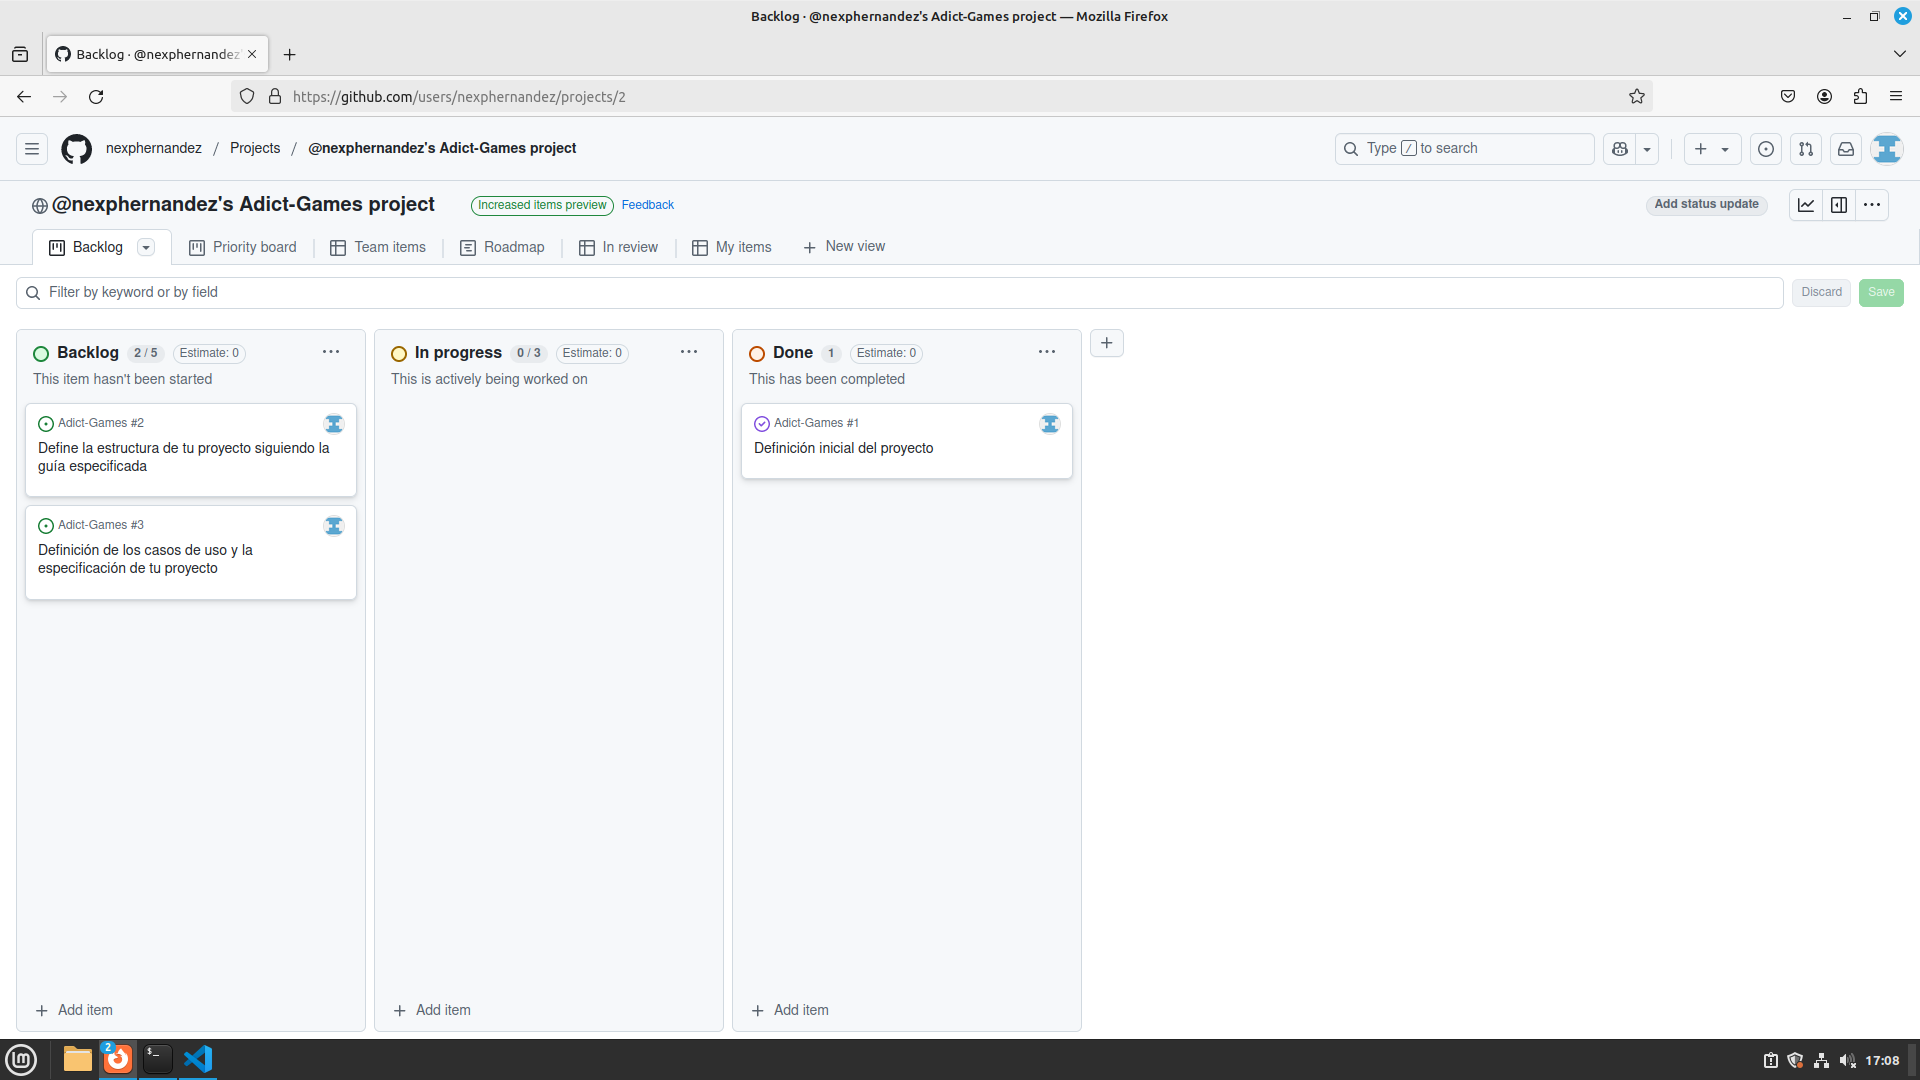 Backlog · @nexphernandez's Adict-Games project — Mozilla Firefox
Backlog · @nexphernandez'
https://github.com/users/nexphernandez/projects/2
nexphernandez / Projects / @nexphernandez's Adict-Games project
Type / to search
@nexphernandez's Adict-Games project
Increased items preview
Feedback
Add status update
Backlog
Priority board
Team items
Roadmap
In review
My items
New view
Filter by keyword or by field
Discard
Save
Backlog 2 / 5 Estimate: 0
This item hasn't been started
Adict-Games #2
Define la estructura de tu proyecto siguiendo la
guía especificada
Adict-Games #3
Definición de los casos de uso y la
especificación de tu proyecto
Add item
In progress 0 / 3 Estimate: 0
This is actively being worked on
Add item
Done 1 Estimate: 0
This has been completed
Adict-Games #1
Definición inicial del proyecto
Add item
lm
2
$_
17:08